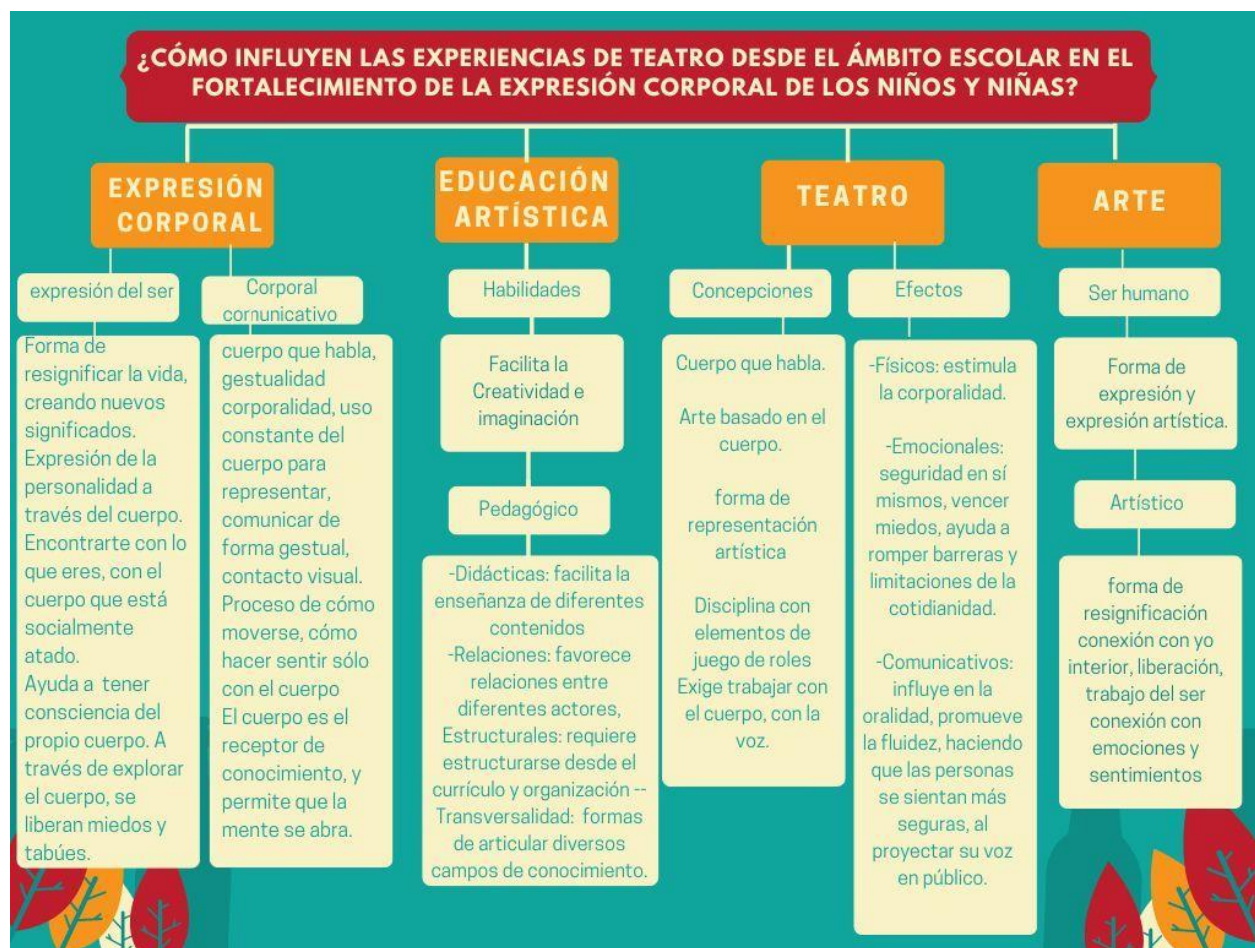 ¿CÓMO INFLUYEN LAS EXPERIENCIAS DE TEATRO DESDE EL ÁMBITO ESCOLAR EN EL
FORTALECIMIENTO DE LA EXPRESIÓN CORPORAL DE LOS NIÑOS Y NIÑAS?
EXPRESIÓN
CORPORAL
expresión del ser
Forma de
resignificar la vida,
creando nuevos
significados.
Expresión de la
personalidad a
través del cuerpo.
Encontrarte con lo
que eres, con el
cuerpo que está
socialmente
atado.
Ayuda a tener
consciencia del
propio cuerpo. A
través de explorar
el cuerpo, se
liberan miedos y
tabúes.
Corporal
comunicativo
cuerpo que habla,
gestualidad
corporalidad, uso
constante del
cuerpo para
representar,
comunicar de
forma gestual,
contacto visual.
Proceso de cómo
moverse, cómo
hacer sentir sólo
con el cuerpo
El cuerpo es el
receptor de
conocimiento, y
permite que la
mente se abra.
EDUCACIÓN
ARTÍSTICA
Habilidades
Facilita la
Creatividad e
imaginación
Pedagógico
-Didácticas: facilita la
enseñanza de diferentes
contenidos
-Relaciones: favorece
relaciones entre
diferentes actores,
Estructurales: requiere
estructurarse desde el
currículo y organización --
Transversalidad: formas
de articular diversos
campos de conocimiento.
TEATRO
Concepciones
Cuerpo que habla.
Arte basado en el
cuerpo.
forma de
representación
artística
Disciplina con
elementos de
juego de roles
Exige trabajar con
el cuerpo, con la
voz.
Efectos
-Físicos: estimula
la corporalidad.
-Emocionales:
seguridad en sí
mismos, vencer
miedos, ayuda a
romper barreras y
limitaciones de la
cotidianidad.
-Comunicativos:
influye en la
oralidad, promueve
la fluidez, haciendo
que las personas
se sientan más
seguras, al
proyectar su voz
en público.
ARTE
Ser humano
Forma de
expresión y
expresión artística.
Artístico
forma de
resignificación
conexión con yo
interior, liberación,
trabajo del ser
conexión con
emociones y
sentimientos